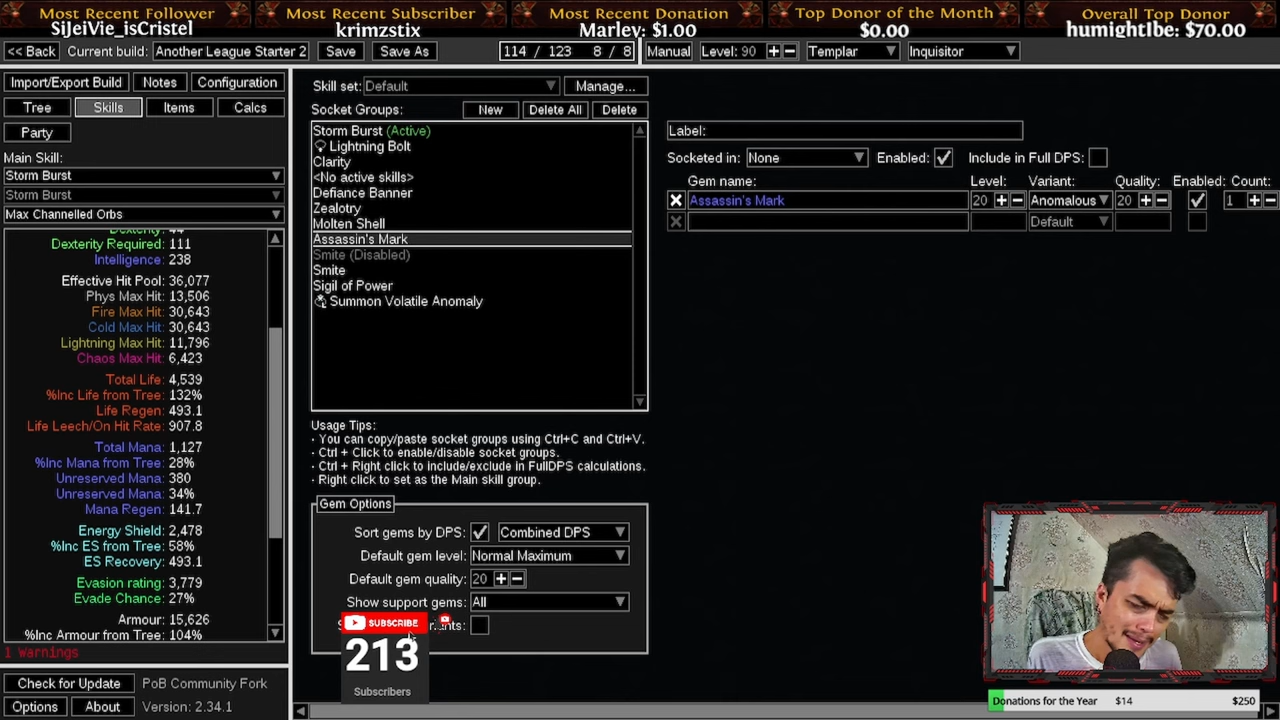 Most Recent Follower
SiJeiVie_isCristel
Most Recent Subscriber
krimzstix
Most Recent Donation
Marley: $1.00
Top Donor of the Month
$0.00
Overall Top Donor
humightlbe: $70.00
<< Back
Current build:
Another League Starter 2
Save
Save As
114 / 123 8 / 8
Manual
Level: 90
+ −
Templar
Inquisitor
Import/Export Build
Notes
Configuration
Tree
Skills
Items
Calcs
Party
Main Skill:
Storm Burst
Storm Burst
Max Channelled Orbs
Dexterity Required: 111
Intelligence: 238
Effective Hit Pool: 36,077
Phys Max Hit: 13,506
Fire Max Hit: 30,643
Cold Max Hit: 30,643
Lightning Max Hit: 11,796
Chaos Max Hit: 6,423
Total Life: 4,539
%Inc Life from Tree: 132%
Life Regen: 493.1
Life Leech/On Hit Rate: 907.8
Total Mana: 1,127
%Inc Mana from Tree: 28%
Unreserved Mana: 380
Unreserved Mana: 34%
Mana Regen: 141.7
Energy Shield: 2,478
%Inc ES from Tree: 58%
ES Recovery: 493.1
Evasion rating: 3,779
Evade Chance: 27%
Armour: 15,626
%Inc Armour from Tree: 104%
1 Warnings
Check for Update
PoB Community Fork
Options
About
Version: 2.34.1
Skill set:
Default
Manage...
Socket Groups:
New
Delete All
Delete
Storm Burst (Active)
Lightning Bolt
Clarity
<No active skills>
Defiance Banner
Zealotry
Molten Shell
Assassin's Mark
Smite (Disabled)
Smite
Sigil of Power
Summon Volatile Anomaly
Usage Tips:
· You can copy/paste socket groups using Ctrl+C and Ctrl+V.
· Ctrl + Click to enable/disable socket groups.
· Ctrl + Right click to include/exclude in FullDPS calculations.
· Right click to set as the Main skill group.
Gem Options
Sort gems by DPS:
Combined DPS
Default gem level:
Normal Maximum
Default gem quality:
20
+ −
Show support gems:
All
SUBSCRIBE
213
Subscribers
Label:
Socketed in:
None
Enabled:
Include in Full DPS:
Gem name:
Level:
Variant:
Quality:
Enabled:
Count:
Assassin's Mark
20
+ −
Anomalous
20
+ −
1
+ −
Default
Donations for the Year
$14
$250